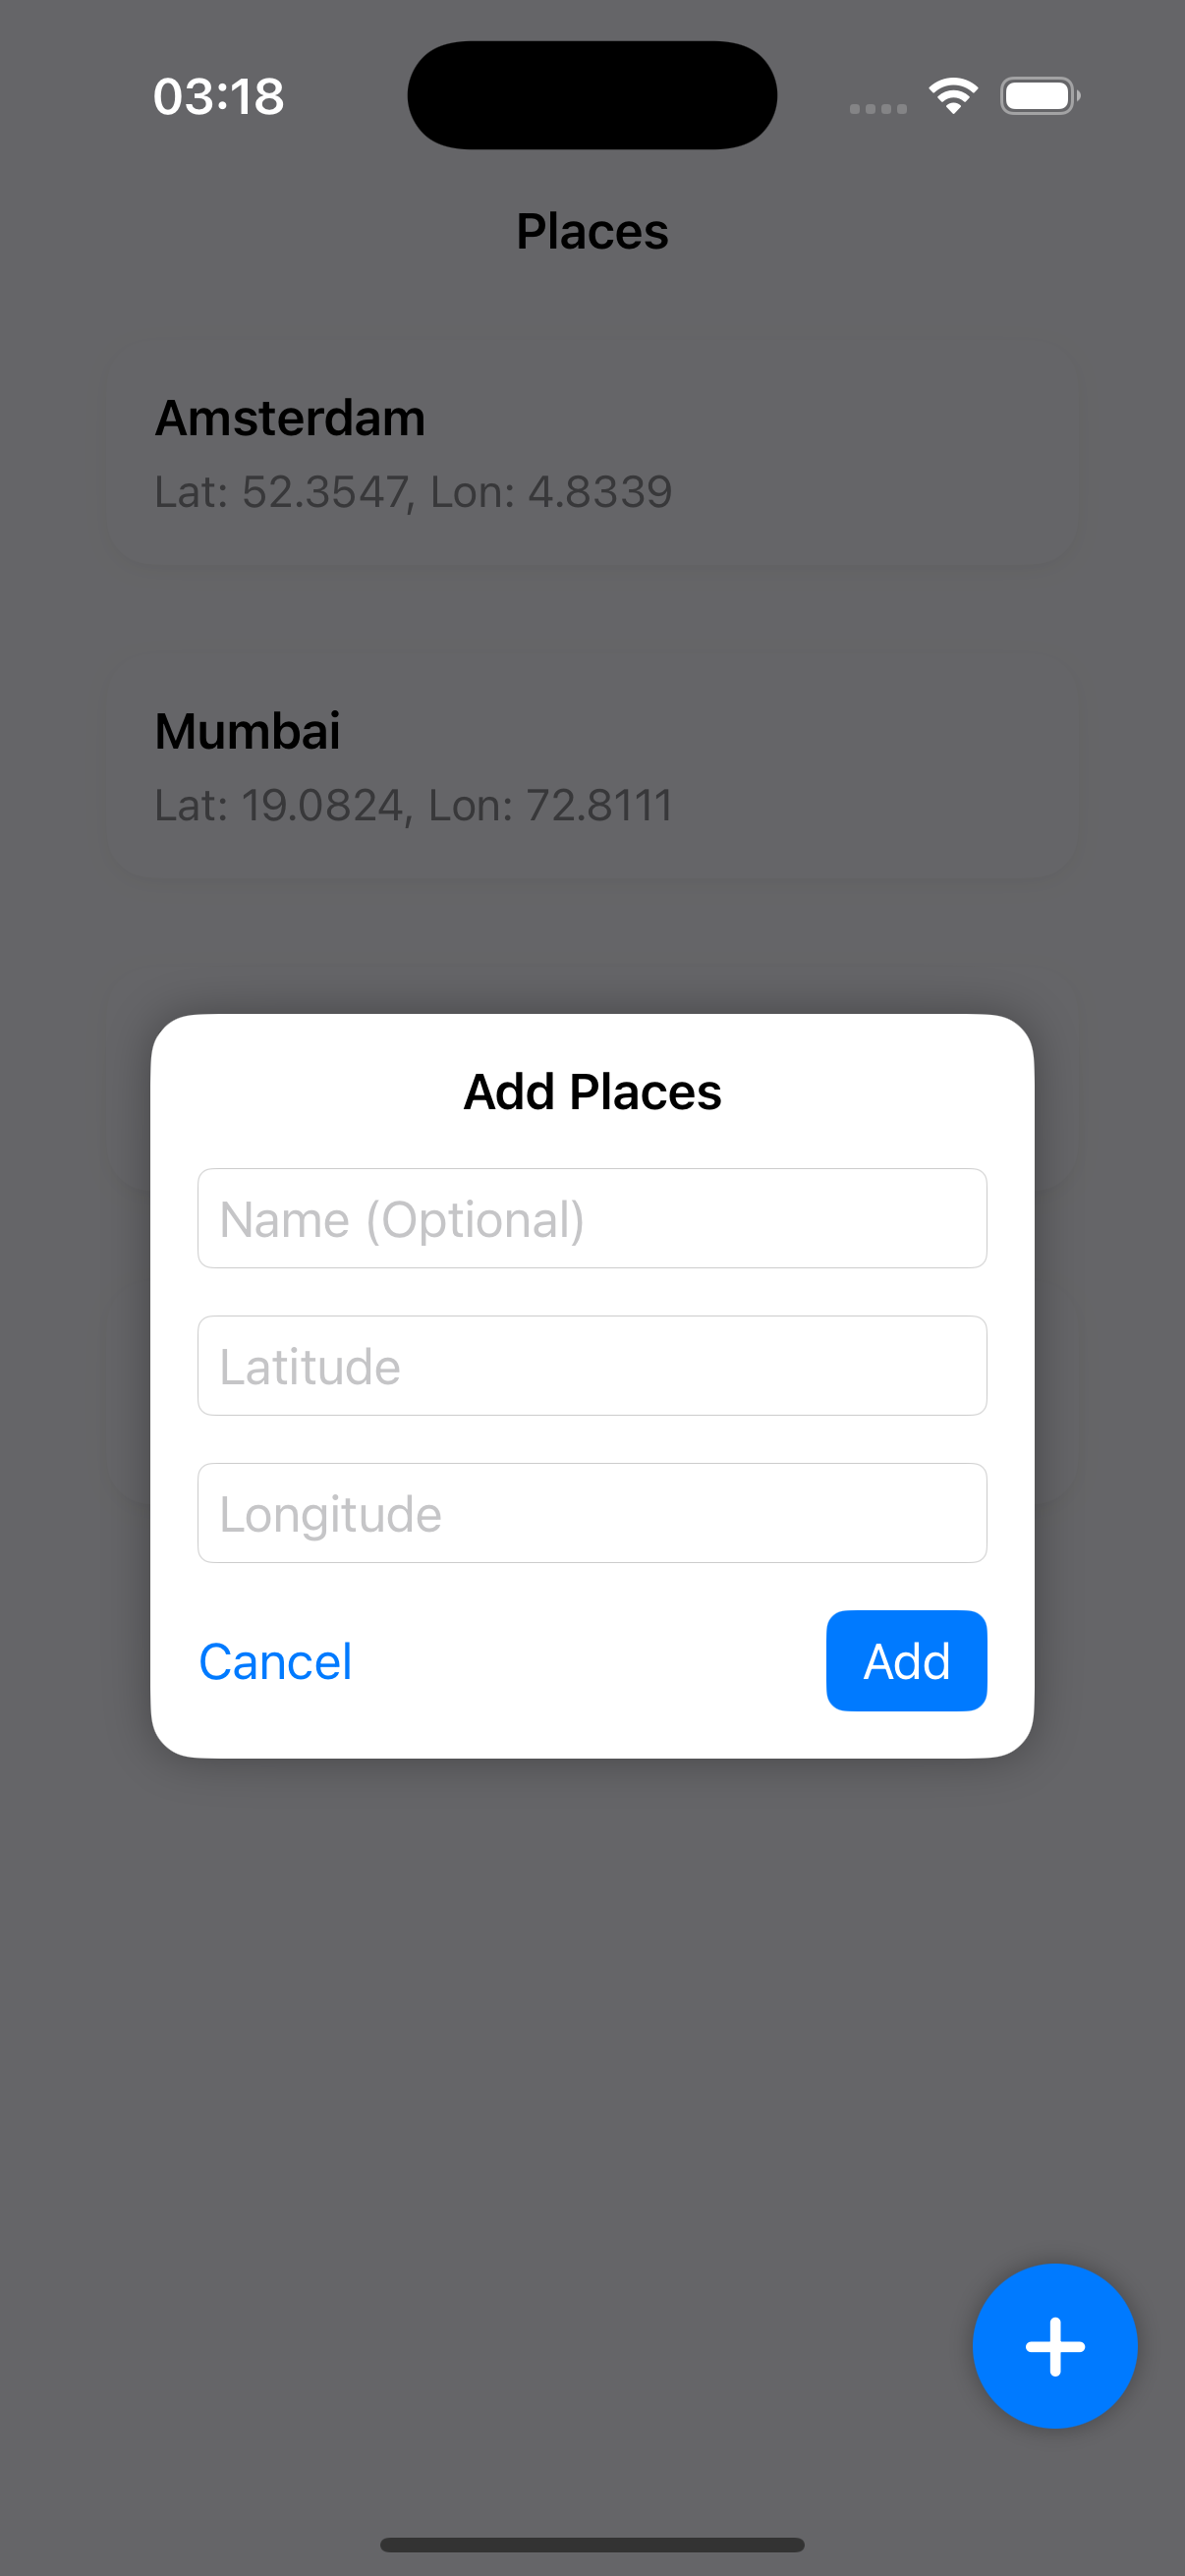 03:18
Places
Amsterdam
Lat: 52.3547, Lon: 4.8339
Mumbai
Lat: 19.0824, Lon: 72.8111
Add Places
Name (Optional)
Latitude
Longitude
Cancel
Add